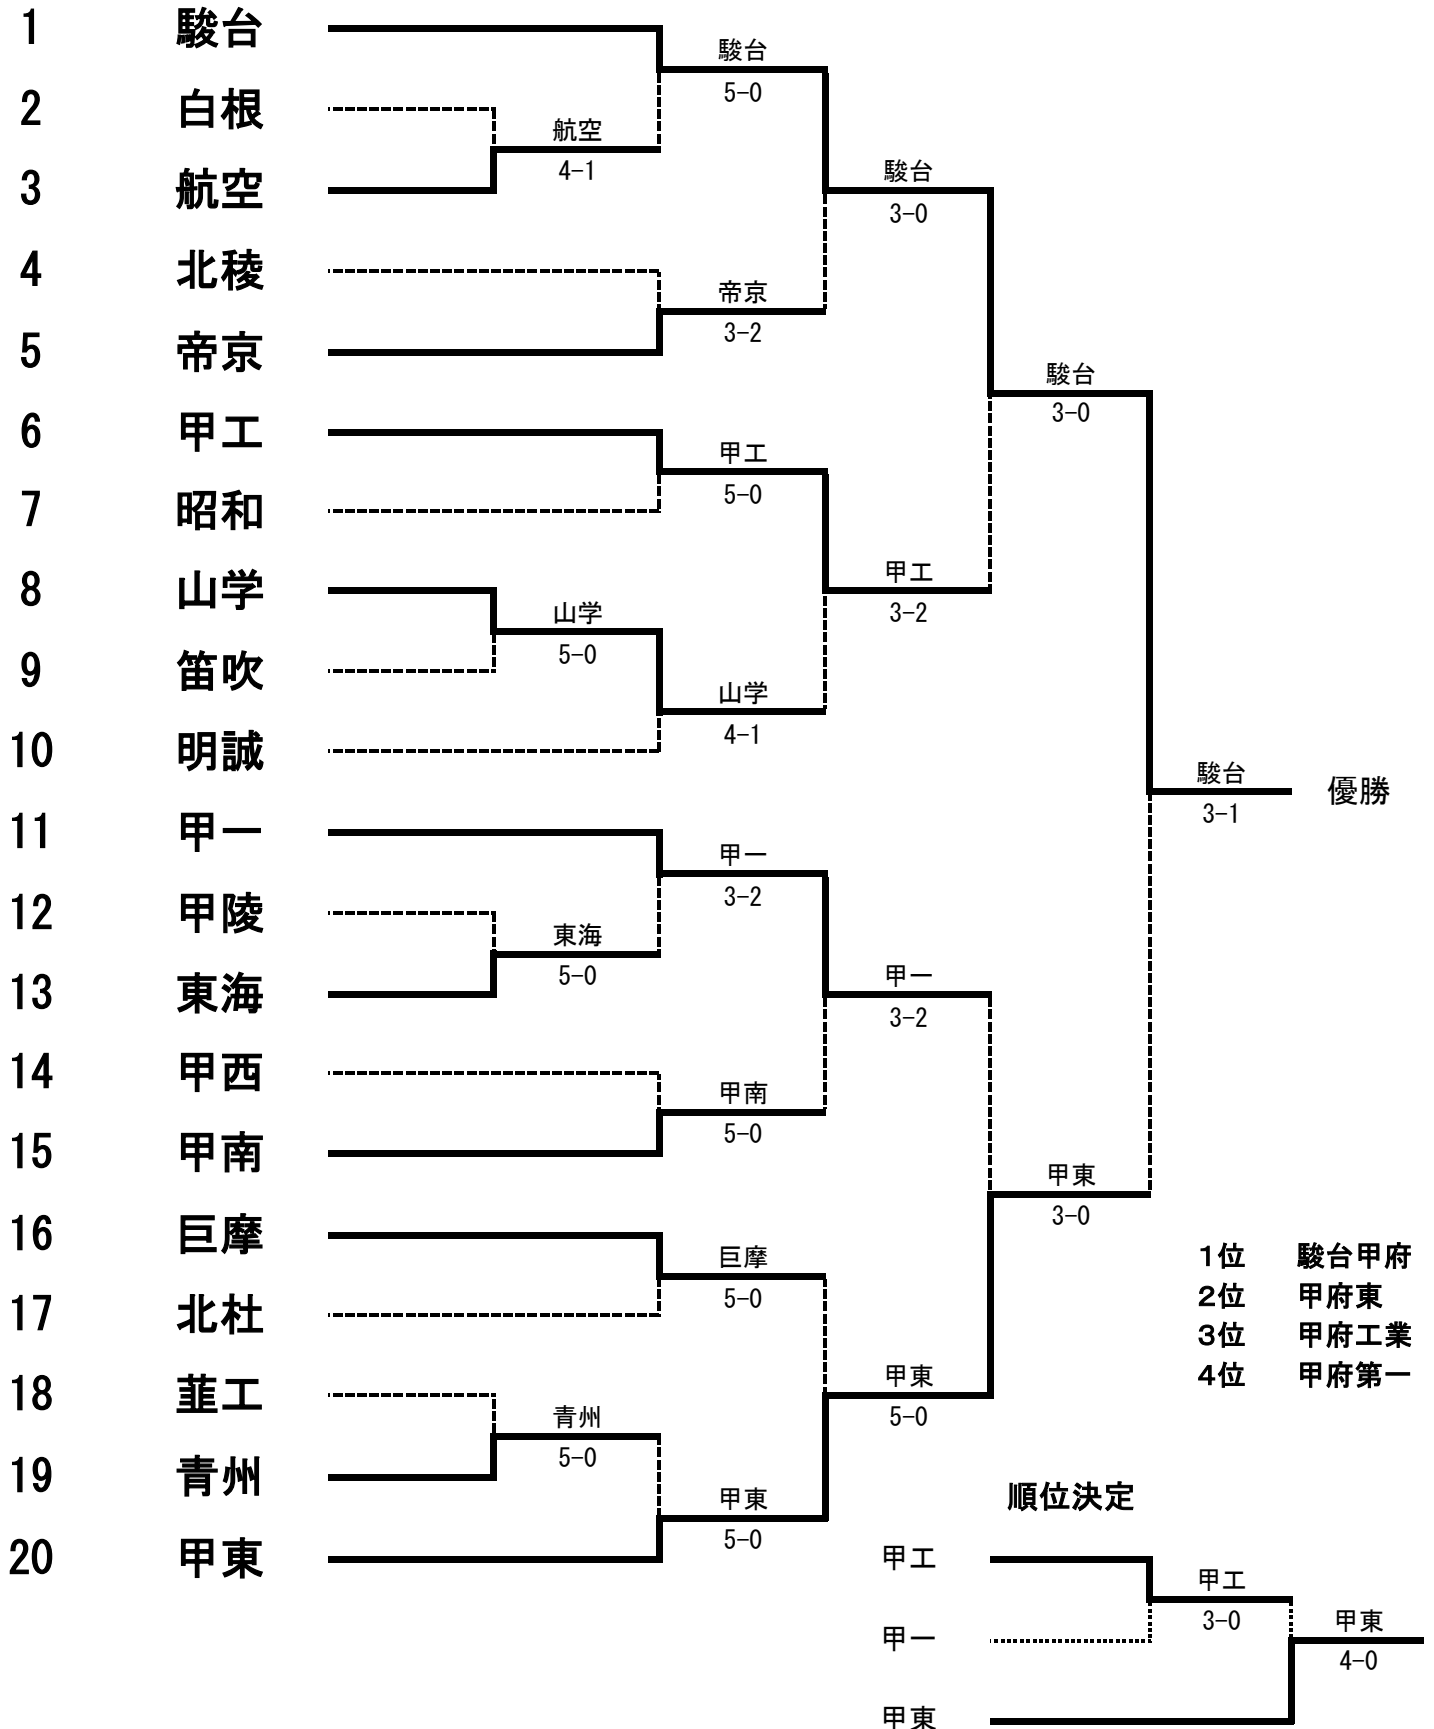 1 駿台
駿台
5-0
2 白根
航空
4-1
3 航空
駿台
3-0
4 北稜
帝京
3-2
5 帝京
駿台
3-0
6 甲工
甲工
5-0
7 昭和
甲工
3-2
8 山学
山学
5-0
9 笛吹
山学
4-1
10 明誠
駿台
3-1
優勝
11 甲一
甲一
3-2
12 甲陵
東海
5-0
13 東海
甲一
3-2
14 甲西
甲南
5-0
15 甲南
甲東
3-0
16 巨摩
巨摩
5-0
17 北杜
1位 駿台甲府
2位 甲府東
3位 甲府工業
4位 甲府第一
18 韮工
甲東
5-0
青州
5-0
19 青州
甲東
5-0
20 甲東
順位決定
甲工
甲工
3-0
甲一
甲東
4-0
甲東